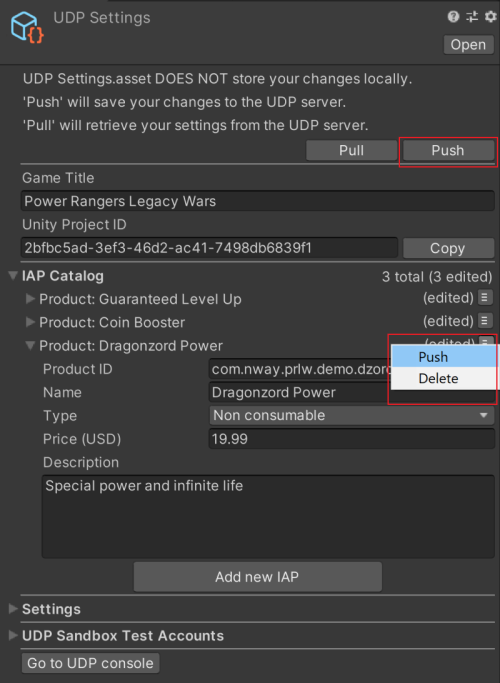 UDP Settings
Open
UDP Settings.asset DOES NOT store your changes locally.
'Push' will save your changes to the UDP server.
'Pull' will retrieve your settings from the UDP server.
Pull Push
Game Title
Power Rangers Legacy Wars
Unity Project ID
2bfbc5ad-3ef3-46d2-ac41-7498db6839f1 Copy
IAP Catalog 3 total (3 edited)
Product: Guaranteed Level Up (edited)
Product: Coin Booster (edited)
Product: Dragonzord Power (edited)
Push
Product ID com.nway.prlw.demo.dzord
Delete
Name Dragonzord Power
Type Non consumable
Price (USD) 19.99
Description
Special power and infinite life
Add new IAP
Settings
UDP Sandbox Test Accounts
Go to UDP console